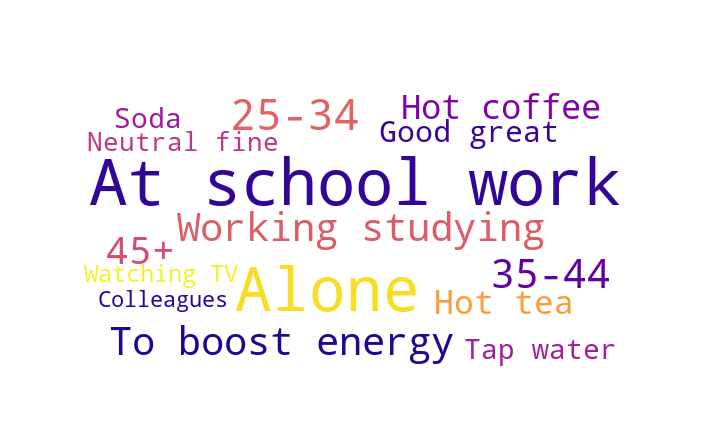 Hot coffee
Soda
25-34
Good great
Neutral fine
At school work
Working studying
45+
Watching TV
35-44
Alone
Colleagues
Hot tea
To boost energy
Tap water